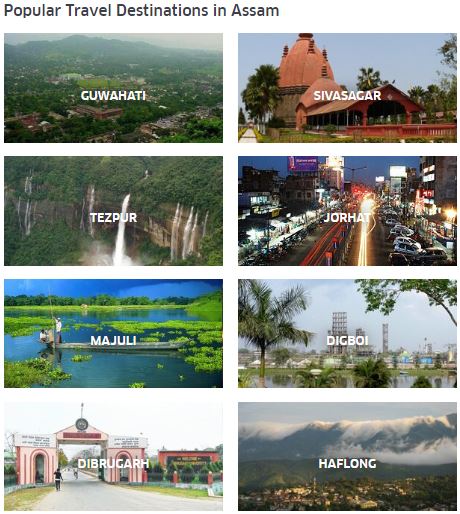 Popular Travel Destinations in Assam
GUWAHATI
SIVASAGAR
TEZPUR
JORHAT
MAJULI
DIGBOI
DIBRUGARH
HAFLONG